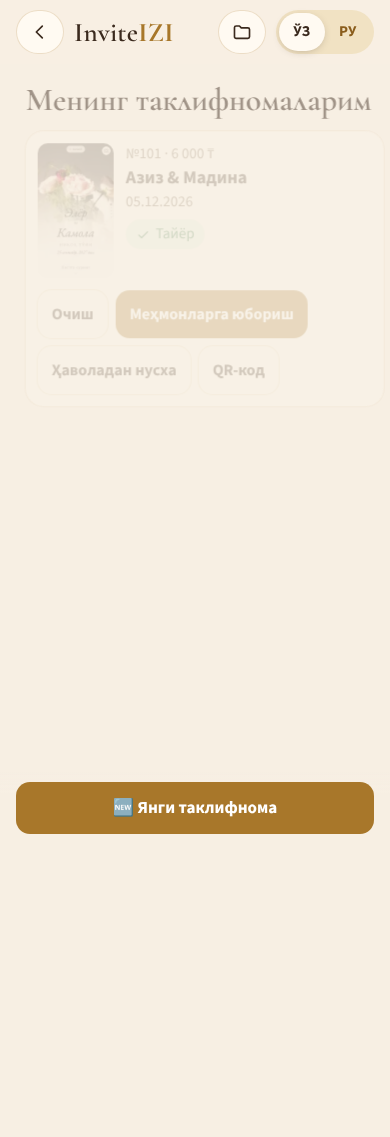 InviteIZI
ЎЗ РУ
Менинг таклифномаларим
№101 · 6 000 ₸
Азиз & Мадина
05.12.2026
Тайёр
Очиш
Меҳмонларга юбориш
Ҳаволадан нусха
QR-код
NEW Янги таклифнома